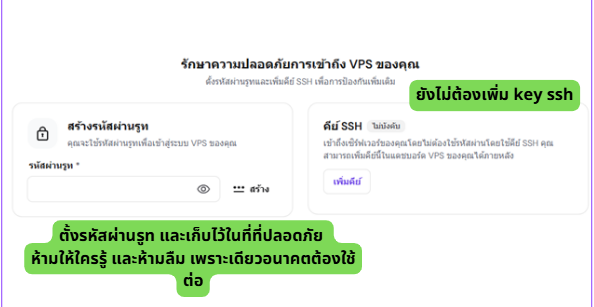 รักษาความปลอดภัยการเข้าถึง VPS ของคุณ
ตั้งรหัสผ่านรูทและเพิ่มคีย์ SSH เพื่อการป้องกันเพิ่มเติม
ยังไม่ต้องเพิ่ม key ssh
สร้างรหัสผ่านรูท
คุณจะใช้รหัสผ่านรูทเพื่อเข้าสู่ระบบ VPS ของคุณ
รหัสผ่านรูท *
สร้าง
คีย์ SSH ไม่บังคับ
เข้าถึงเซิร์ฟเวอร์ของคุณโดยไม่ต้องใช้รหัสผ่านโดยใช้คีย์ SSH คุณ
สามารถเพิ่มคีย์นี้ในแดชบอร์ด VPS ของคุณได้ภายหลัง
เพิ่มคีย์
ตั้งรหัสผ่านรูท และเก็บไว้ในที่ที่ปลอดภัย
ห้ามให้ใครรู้ และห้ามลืม เพราะเดียวอนาคตต้องใช้
ต่อ